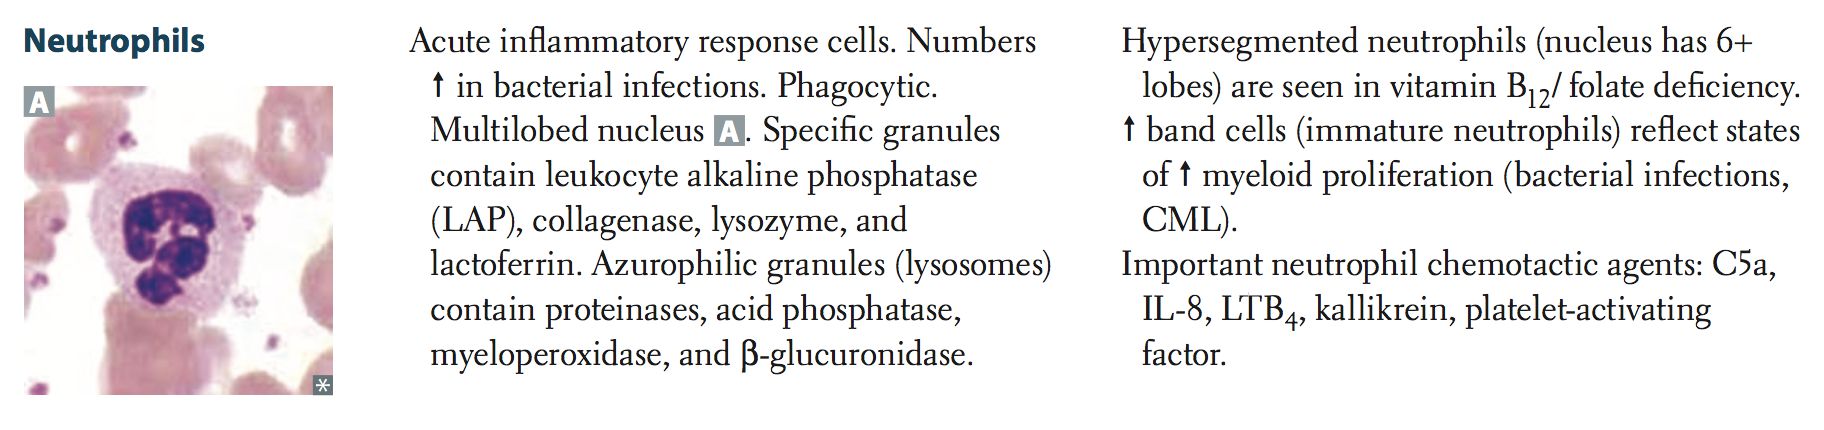 Neutrophils
A
Acute inflammatory response cells. Numbers
↑ in bacterial infections. Phagocytic.
Multilobed nucleus A. Specific granules
contain leukocyte alkaline phosphatase
(LAP), collagenase, lysozyme, and
lactoferrin. Azurophilic granules (lysosomes)
contain proteinases, acid phosphatase,
myeloperoxidase, and β-glucuronidase.
Hypersegmented neutrophils (nucleus has 6+
lobes) are seen in vitamin B₁₂/ folate deficiency.
↑ band cells (immature neutrophils) reflect states
of ↑ myeloid proliferation (bacterial infections,
CML).
Important neutrophil chemotactic agents: C5a,
IL-8, LTB₄, kallikrein, platelet-activating
factor.